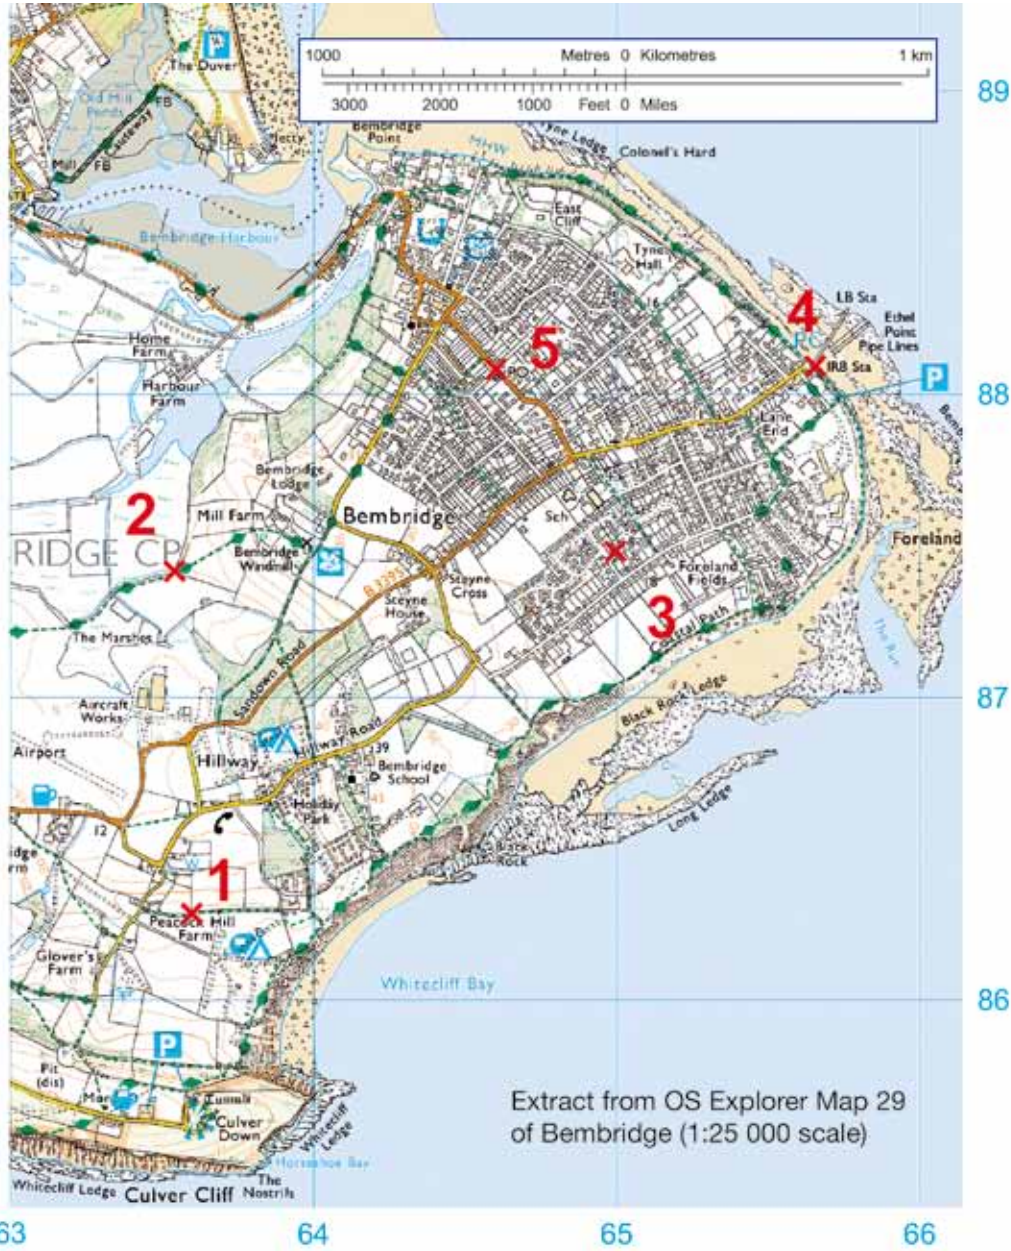 The Duver
P
1000
Metres 0 Kilometres
1 km
3000
2000
1000
Feet 0 Miles
89
Old Mill
Ponds
FB
Causeway
Mill
FB
Bembridge
Point
MHW
Tyne Ledge
Colonel's Hard
East
Cliff
Bembridge Harbour
Tyne
Hall
16
4
LB Sta
Ethel
Point
Pipe Lines
IRB Sta
P
Home
Farm
Harbour
Farm
5
PO
88
Lane
End
Bembridge
Lodge
2
Mill Farm
Bembridge
Sch
RIDGE CP
Bembridge
Windmill
Foreland
B 3395
Steyne
Cross
Steyne
House
Foreland
Fields
8
3
Coastal Path
The Marshes
The Run
Sandown Road
87
Aircraft
Works
Black Rock Ledge
Airport
Hillway
Hillway Road
39
Bembridge
School
Holiday
Park
Long Ledge
12
Black
Rock
1
W
Peacock Hill
Farm
Glover's
Farm
Whitecliff Bay
86
P
Pit
(dis)
Tumuli
Culver
Down
Whitecliff
Ledge
Horseshoe Bay
Whitecliff Ledge
Culver Cliff
The
Nostrils
Extract from OS Explorer Map 29
of Bembridge (1:25 000 scale)
63
64
65
66